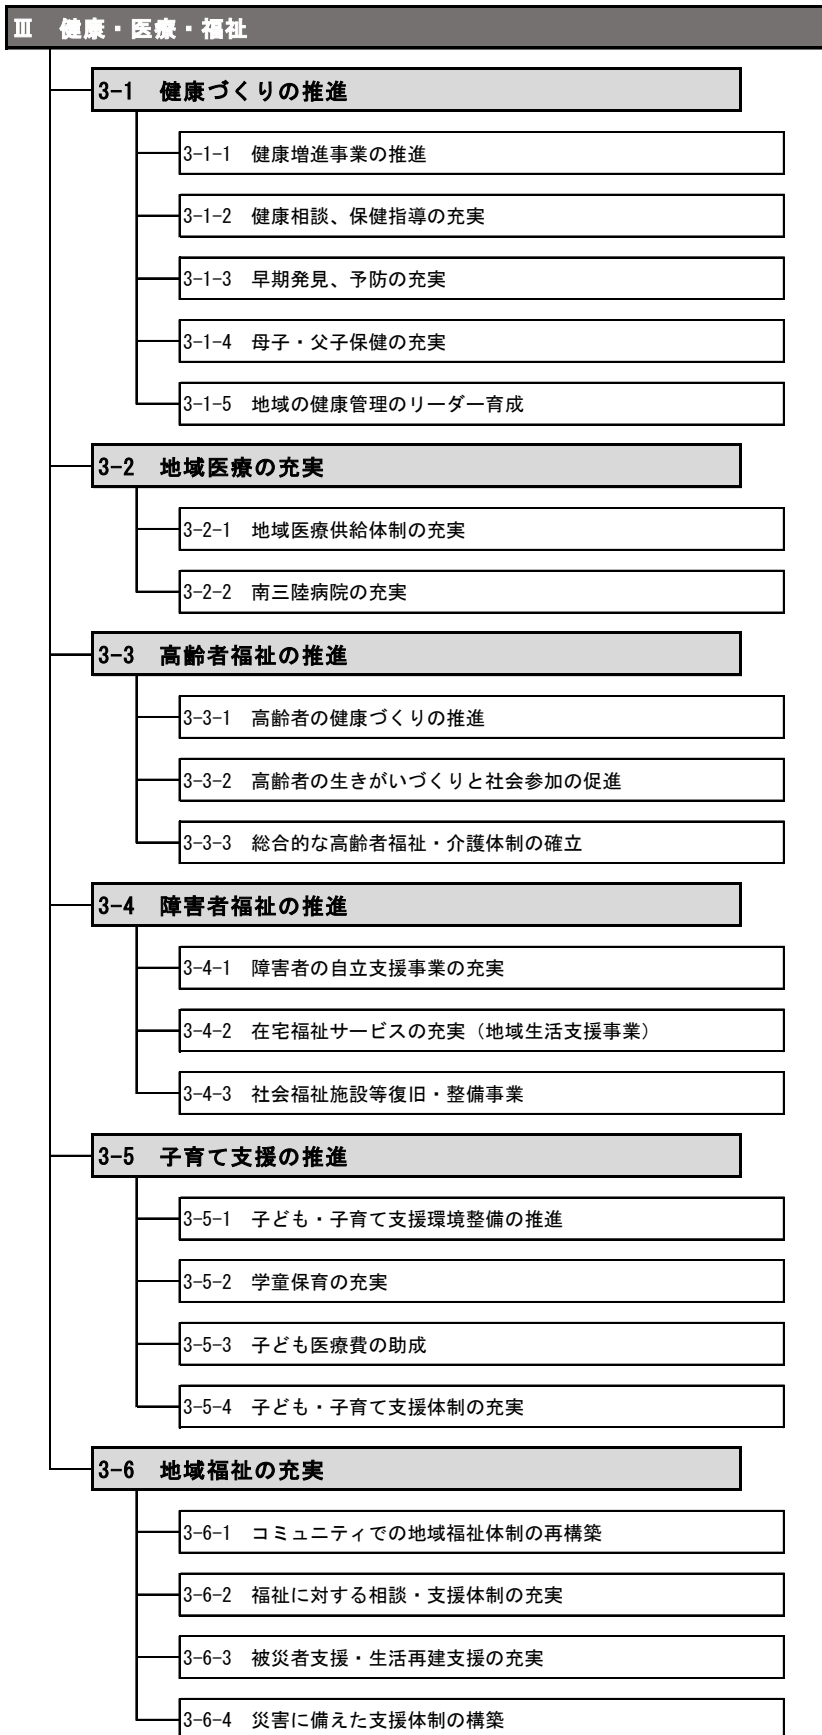 Ⅲ　健康・医療・福祉
3-1　健康づくりの推進
3-1-1　健康増進事業の推進
3-1-2　健康相談、保健指導の充実
3-1-3　早期発見、予防の充実
3-1-4　母子・父子保健の充実
3-1-5　地域の健康管理のリーダー育成
3-2　地域医療の充実
3-2-1　地域医療供給体制の充実
3-2-2　南三陸病院の充実
3-3　高齢者福祉の推進
3-3-1　高齢者の健康づくりの推進
3-3-2　高齢者の生きがいづくりと社会参加の促進
3-3-3　総合的な高齢者福祉・介護体制の確立
3-4　障害者福祉の推進
3-4-1　障害者の自立支援事業の充実
3-4-2　在宅福祉サービスの充実（地域生活支援事業）
3-4-3　社会福祉施設等復旧・整備事業
3-5　子育て支援の推進
3-5-1　子ども・子育て支援環境整備の推進
3-5-2　学童保育の充実
3-5-3　子ども医療費の助成
3-5-4　子ども・子育て支援体制の充実
3-6　地域福祉の充実
3-6-1　コミュニティでの地域福祉体制の再構築
3-6-2　福祉に対する相談・支援体制の充実
3-6-3　被災者支援・生活再建支援の充実
3-6-4　災害に備えた支援体制の構築